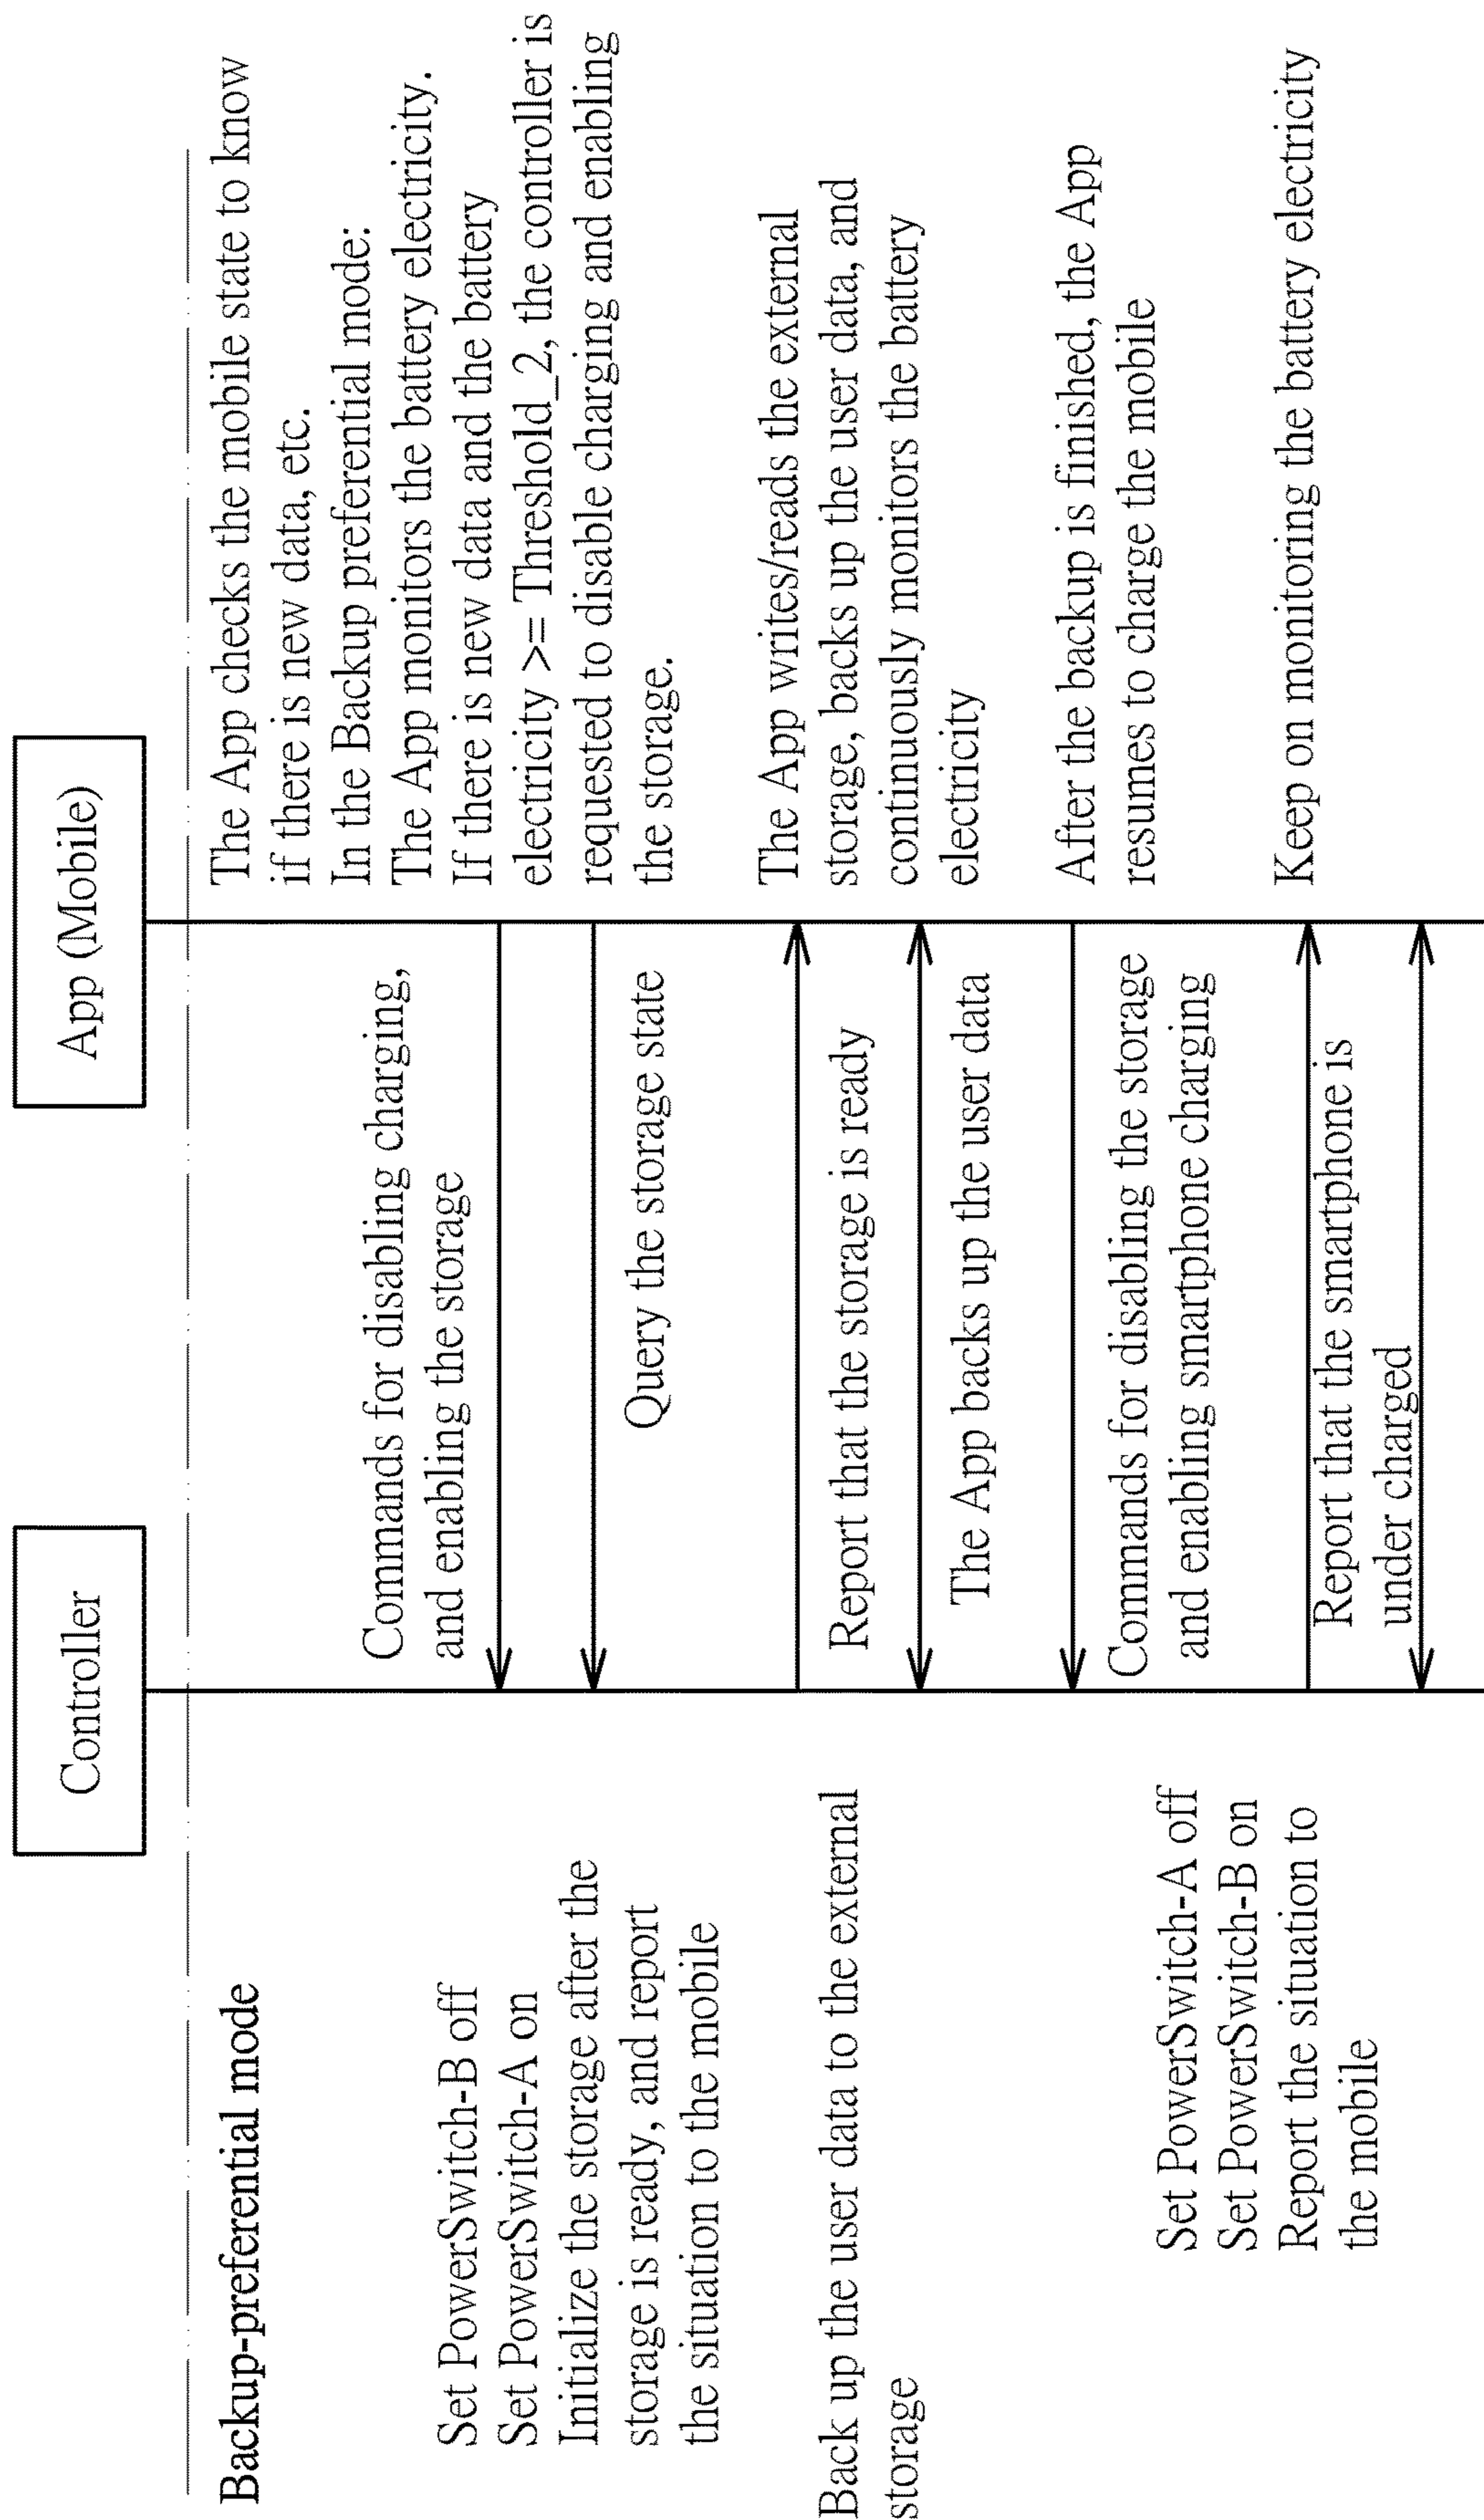 Controller
App (Mobile)
Backup-preferential mode
The App checks the mobile state to know
if there is new data, etc.
In the Backup preferential mode:
The App monitors the battery electricity.
If there is new data and the battery
electricity >= Threshold_2, the controller is
requested to disable charging and enabling
the storage.
Commands for disabling charging,
and enabling the storage
Set PowerSwitch-B off
Set PowerSwitch-A on
Initialize the storage after the
storage is ready, and report
the situation to the mobile
Query the storage state
Report that the storage is ready
The App writes/reads the external
storage, backs up the user data, and
continuously monitors the battery
electricity
Back up the user data to the external
storage
The App backs up the user data
After the backup is finished, the App
resumes to charge the mobile
Commands for disabling the storage
and enabling smartphone charging
Set PowerSwitch-A off
Set PowerSwitch-B on
Report the situation to
the mobile
Keep on monitoring the battery electricity
Report that the smartphone is
under charged